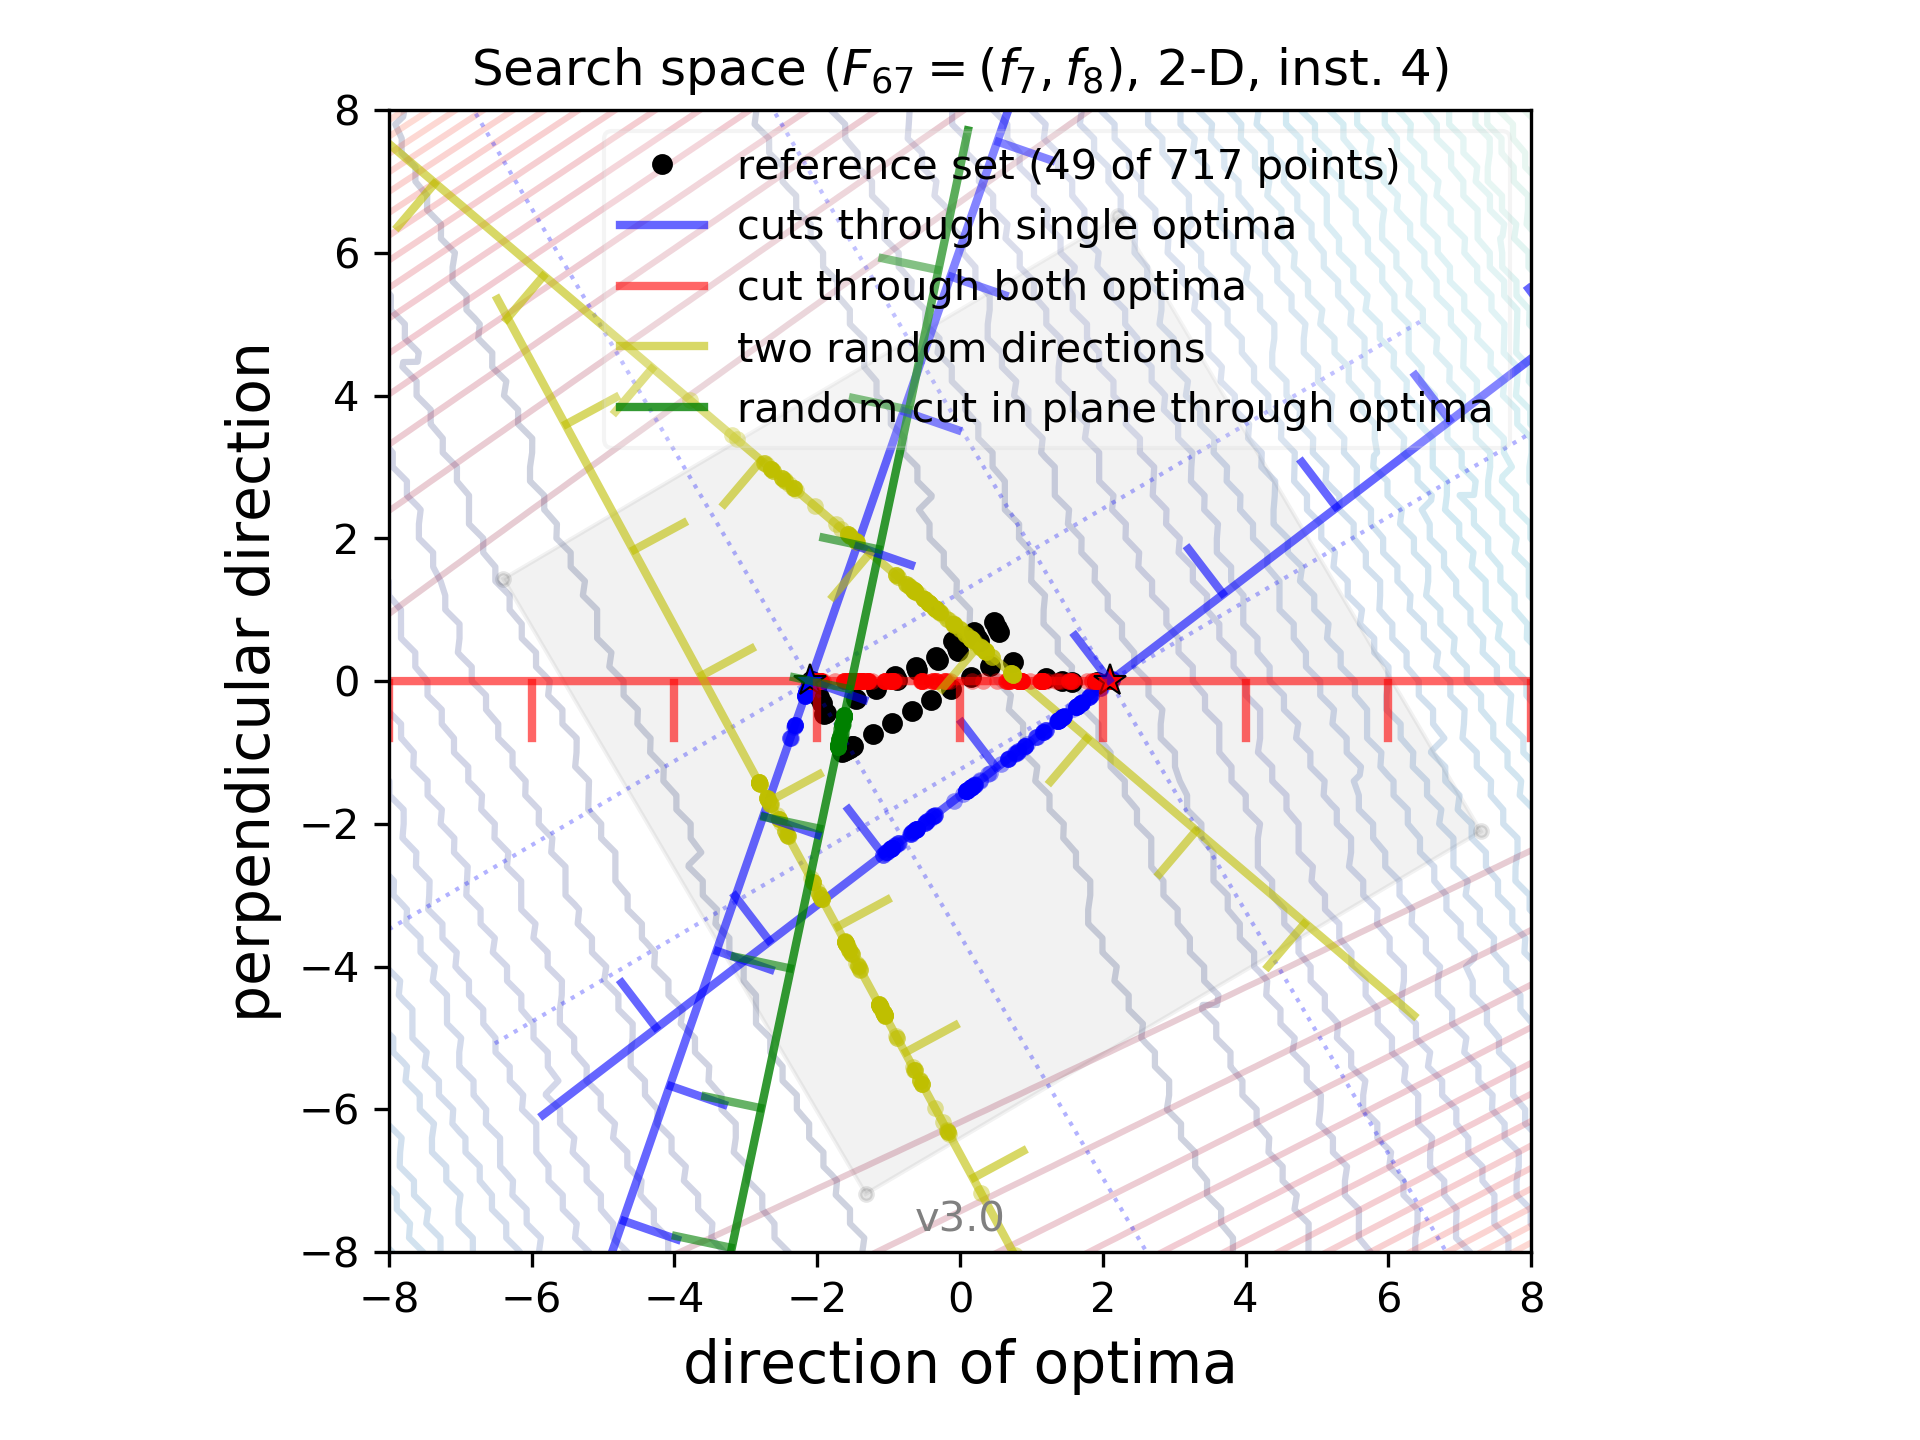 Search space (F67 = (f7, f8), 2-D, inst. 4)
reference set (49 of 717 points)
cuts through single optima
cut through both optima
two random directions
random cut in plane through optima
8
6
4
2
0
−2
−4
−6
−8
perpendicular direction
v3.0
−8 −6 −4 −2 0 2 4 6 8
direction of optima